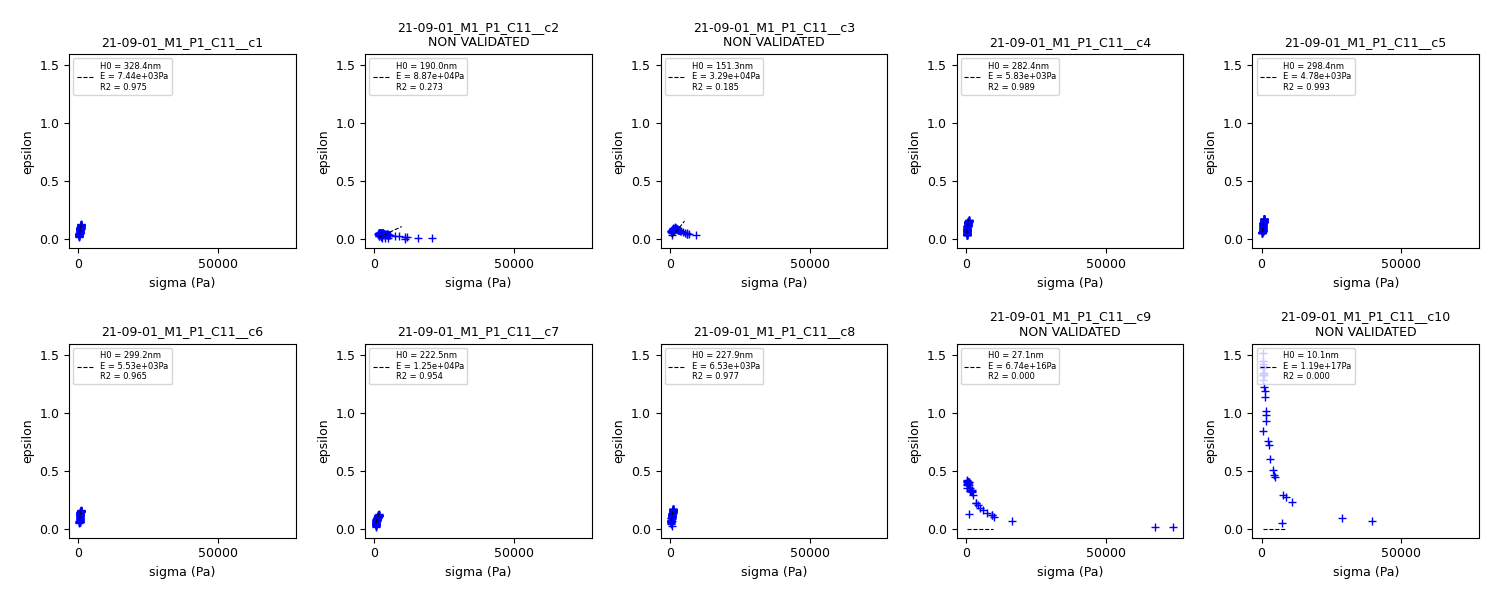 21-09-01_M1_P1_C11__c1
H0 = 328.4nm
E = 7.44e+03Pa
R2 = 0.975
epsilon
1.5
1.0
0.5
0.0
0
50000
sigma (Pa)
21-09-01_M1_P1_C11__c2
NON VALIDATED
H0 = 190.0nm
E = 8.87e+04Pa
R2 = 0.273
epsilon
1.5
1.0
0.5
0.0
0
50000
sigma (Pa)
21-09-01_M1_P1_C11__c3
NON VALIDATED
H0 = 151.3nm
E = 3.29e+04Pa
R2 = 0.185
epsilon
1.5
1.0
0.5
0.0
0
50000
sigma (Pa)
21-09-01_M1_P1_C11__c4
H0 = 282.4nm
E = 5.83e+03Pa
R2 = 0.989
epsilon
1.5
1.0
0.5
0.0
0
50000
sigma (Pa)
21-09-01_M1_P1_C11__c5
H0 = 298.4nm
E = 4.78e+03Pa
R2 = 0.993
epsilon
1.5
1.0
0.5
0.0
0
50000
sigma (Pa)
21-09-01_M1_P1_C11__c6
H0 = 299.2nm
E = 5.53e+03Pa
R2 = 0.965
epsilon
1.5
1.0
0.5
0.0
0
50000
sigma (Pa)
21-09-01_M1_P1_C11__c7
H0 = 222.5nm
E = 1.25e+04Pa
R2 = 0.954
epsilon
1.5
1.0
0.5
0.0
0
50000
sigma (Pa)
21-09-01_M1_P1_C11__c8
H0 = 227.9nm
E = 6.53e+03Pa
R2 = 0.977
epsilon
1.5
1.0
0.5
0.0
0
50000
sigma (Pa)
21-09-01_M1_P1_C11__c9
NON VALIDATED
H0 = 27.1nm
E = 6.74e+16Pa
R2 = 0.000
epsilon
1.5
1.0
0.5
0.0
0
50000
sigma (Pa)
21-09-01_M1_P1_C11__c10
NON VALIDATED
H0 = 10.1nm
E = 1.19e+17Pa
R2 = 0.000
epsilon
1.5
1.0
0.5
0.0
0
50000
sigma (Pa)